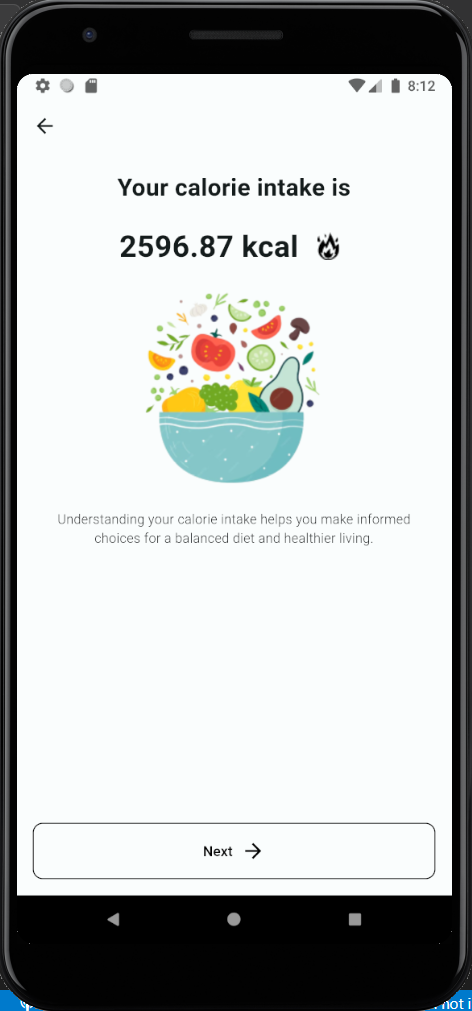 8:12
Your calorie intake is
2596.87 kcal
Understanding your calorie intake helps you make informed
choices for a balanced diet and healthier living.
Next
not i